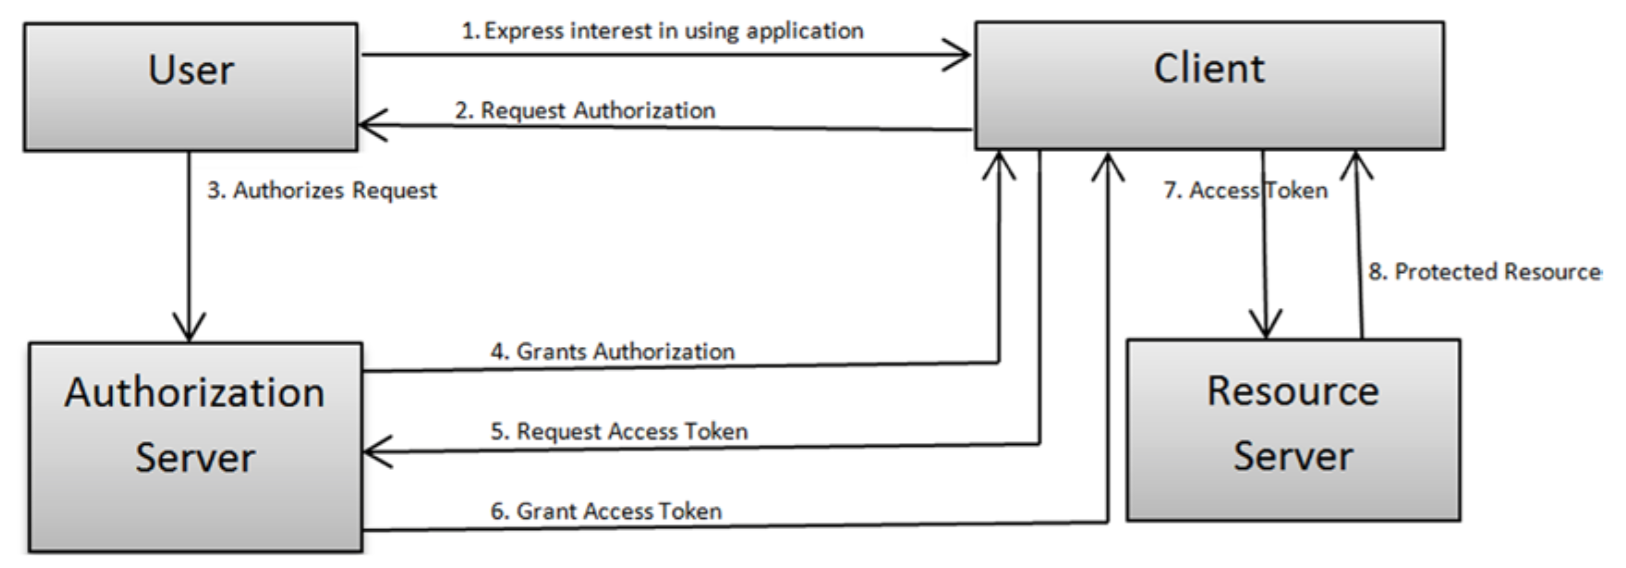 1. Express interest in using application
User
Client
2. Request Authorization
3. Authorizes Request
7. Access Token
8. Protected Resource
4. Grants Authorization
Authorization
Server
Resource
Server
5. Request Access Token
6. Grant Access Token